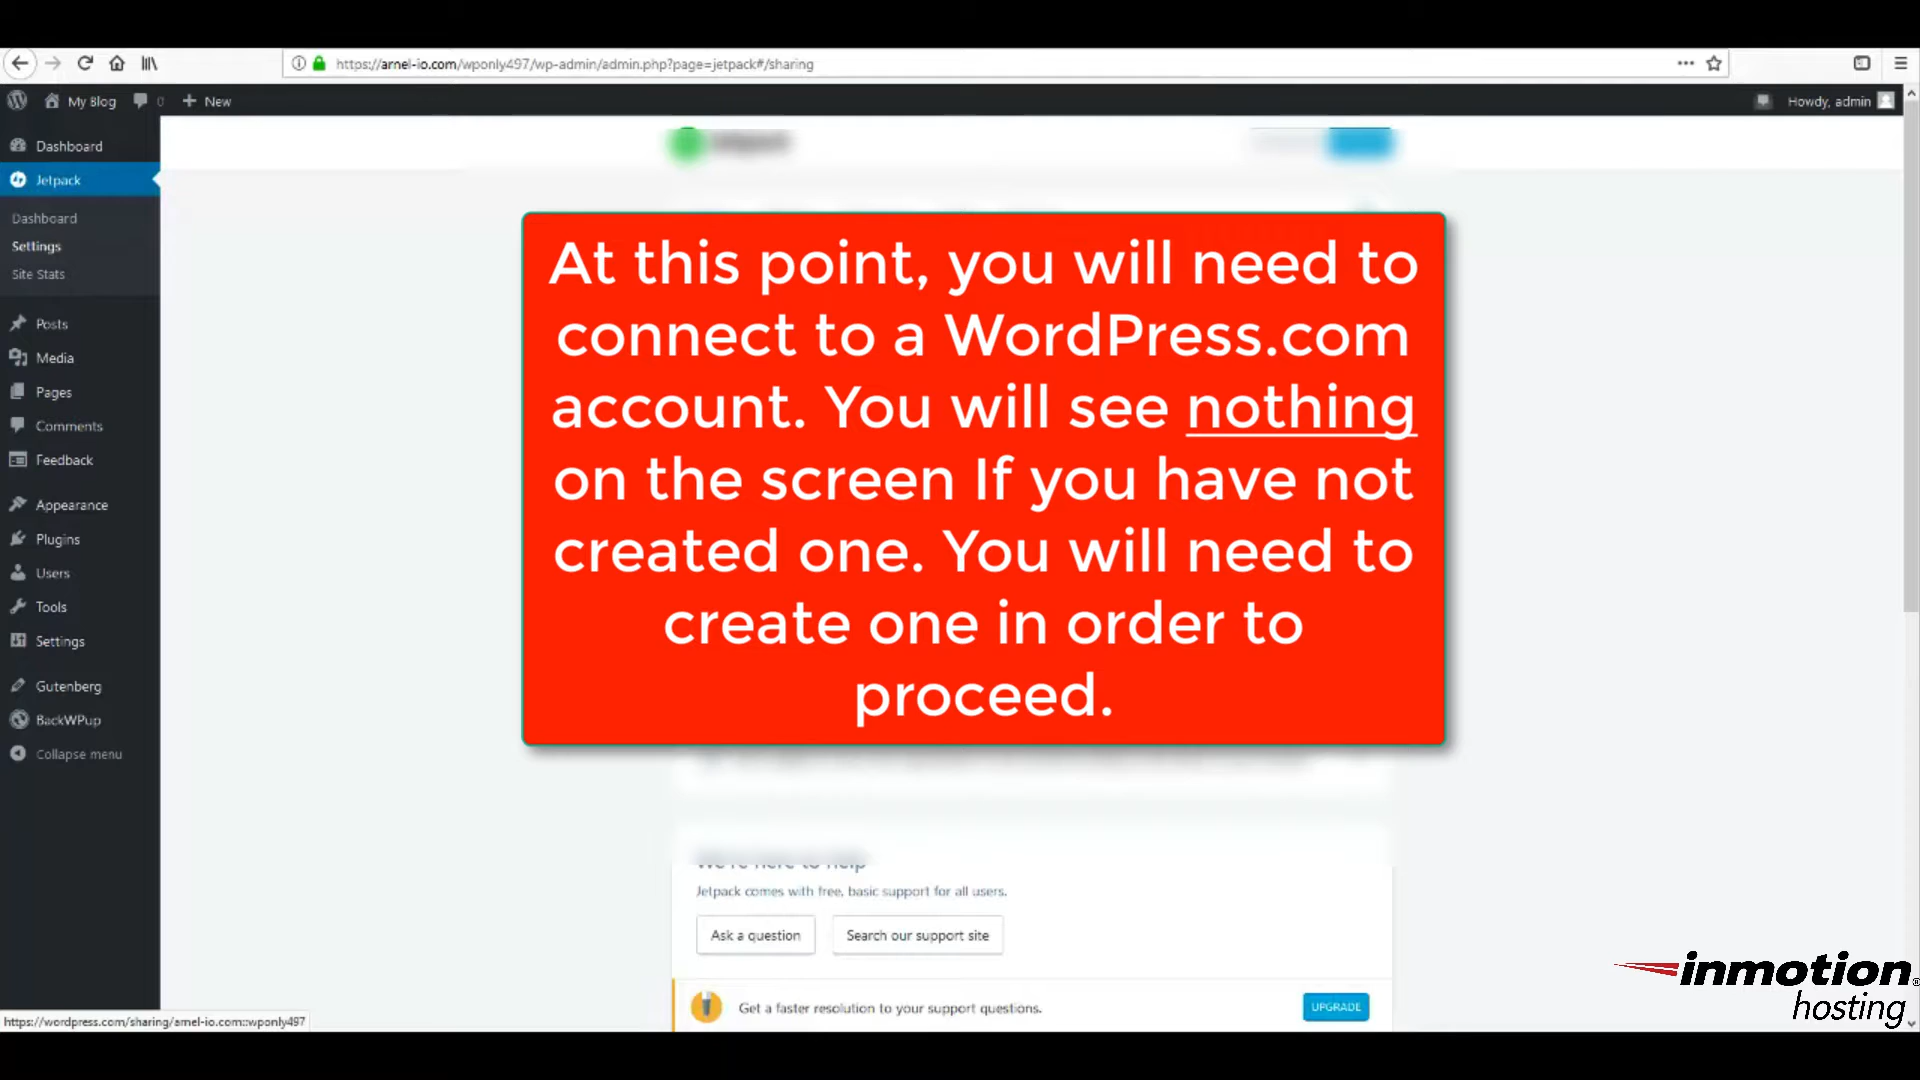 https://arnel-io.com/wponly497/wp-admin/admin.php?page=jetpack#/sharing
My Blog 0 New Howdy, admin
Dashboard
Jetpack
Dashboard
Settings
Site Stats
Posts
Media
Pages
Comments
Feedback
Appearance
Plugins
Users
Tools
Settings
Gutenberg
BackWPup
Collapse menu
At this point, you will need to
connect to a WordPress.com
account. You will see nothing
on the screen If you have not
created one. You will need to
create one in order to
proceed.
We're here to help
Jetpack comes with free, basic support for all users.
Ask a question Search our support site
Get a faster resolution to your support questions. UPGRADE
https://wordpress.com/sharing/arnel-io.com::wponly497
inmotion®
hosting